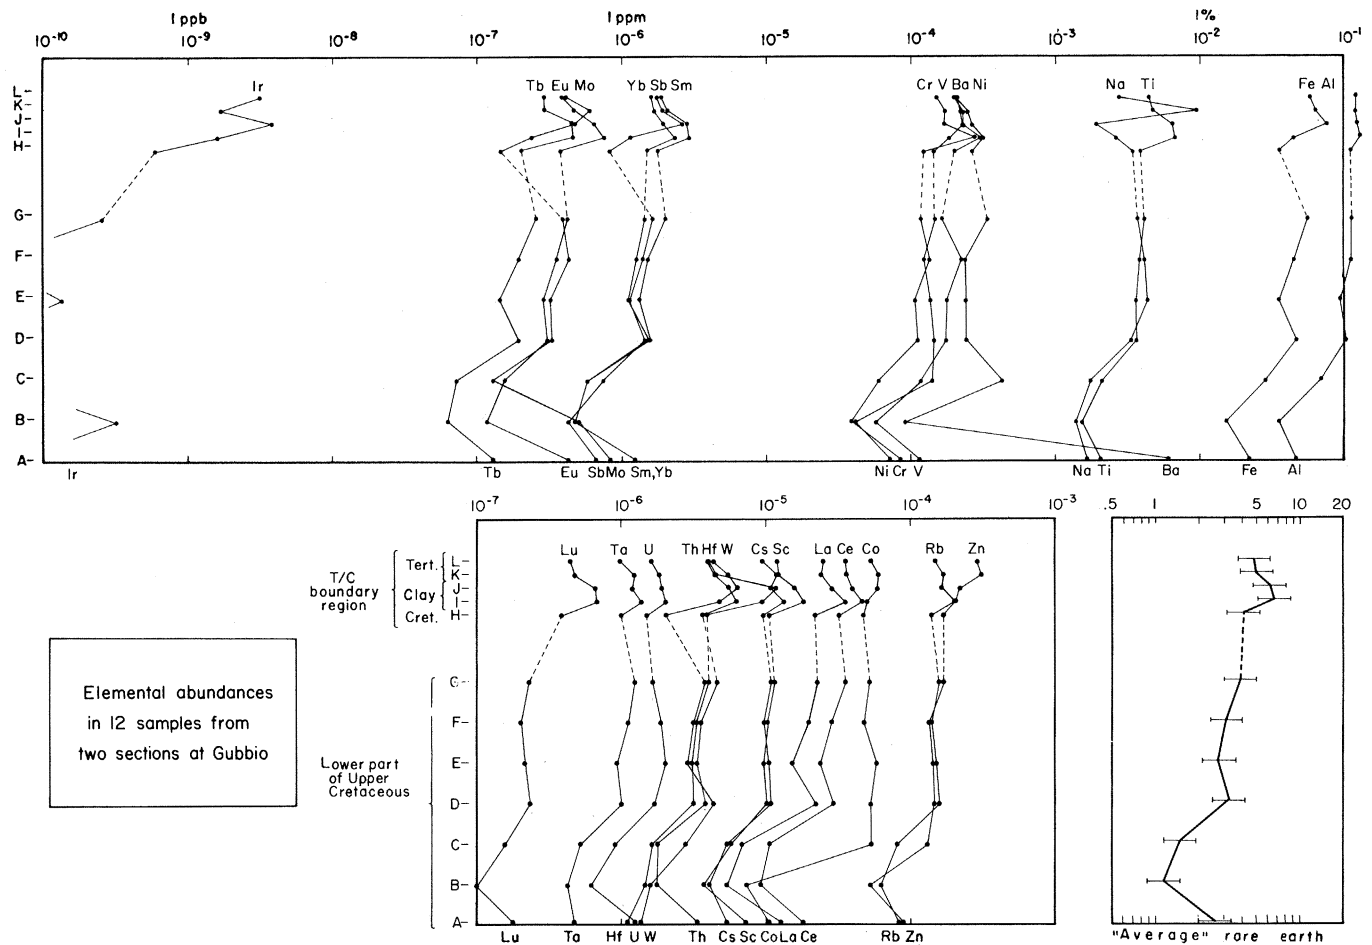 1 ppb 1 ppm 1%
10-10 10-9 10-8 10-7 10-6 10-5 10-4 10-3 10-2 10-1
Ir Tb Eu Mo Yb Sb Sm Cr V Ba Ni Na Ti Fe Al
L-
K-
J-
I-
H-
G-
F-
E-
D-
C-
B-
A-
Ir Tb Eu Sb Mo Sm,Yb Ni Cr V Na Ti Ba Fe Al
10-7 10-6 10-5 10-4 10-3 .5 1 5 10 20
Lu Ta U Th Hf W Cs Sc La Ce Co Rb Zn
T/C
boundary
region
Tert.
Clay
Cret.
L-
K-
J-
I-
H-
G-
F-
E-
D-
C-
B-
A-
Lower part
of Upper
Cretaceous
Elemental abundances
in 12 samples from
two sections at Gubbio
Lu Ta Hf U W Th Cs Sc Co La Ce Rb Zn "Average" rare earth